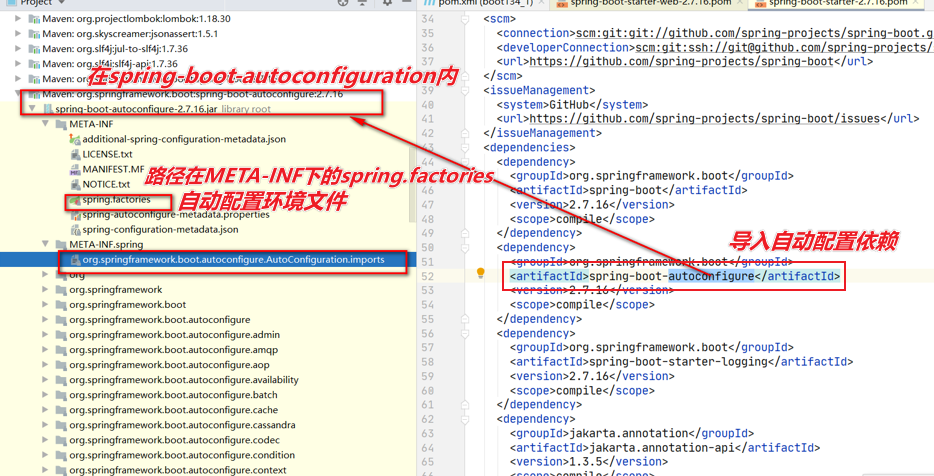 Project
Maven: org.projectlombok:lombok:1.18.30
Maven: org.skyscreamer:jsonassert:1.5.1
Maven: org.slf4j:jul-to-slf4j:1.7.36
Maven: org.slf4j:slf4j-api:1.7.36
在spring-boot-autoconfiguration内
Maven: org.springframework.boot:spring-boot-autoconfigure:2.7.16
spring-boot-autoconfigure-2.7.16.jar library root
META-INF
additional-spring-configuration-metadata.json
LICENSE.txt
MANIFEST.MF
NOTICE.txt
路径在META-INF下的spring.factories
spring.factories
自动配置环境文件
spring-autoconfigure-metadata.properties
spring-configuration-metadata.json
META-INF.spring
org.springframework.boot.autoconfigure.AutoConfiguration.imports
org
org.springframework
org.springframework.boot
org.springframework.boot.autoconfigure
org.springframework.boot.autoconfigure.admin
org.springframework.boot.autoconfigure.amqp
org.springframework.boot.autoconfigure.aop
org.springframework.boot.autoconfigure.availability
org.springframework.boot.autoconfigure.batch
org.springframework.boot.autoconfigure.cache
org.springframework.boot.autoconfigure.cassandra
org.springframework.boot.autoconfigure.codec
org.springframework.boot.autoconfigure.condition
org.springframework.boot.autoconfigure.context
pom.xml (boot134_1) spring-boot-starter-web-2.7.16.pom spring-boot-starter-2.7.16.pom
34 <scm>
35 <connection>scm:git:git://github.com/spring-projects/spring-boot.g
36 <developerConnection>scm:git:ssh://git@github.com/spring-projects/
37 <url>https://github.com/spring-projects/spring-boot</url>
38 </scm>
39 <issueManagement>
40 <system>GitHub</system>
41 <url>https://github.com/spring-projects/spring-boot/issues</url>
42 </issueManagement>
43 <dependencies>
44 <dependency>
45 <groupId>org.springframework.boot</groupId>
46 <artifactId>spring-boot</artifactId>
47 <version>2.7.16</version>
48 <scope>compile</scope>
49 </dependency>
50 <dependency>
导入自动配置依赖
51 <groupId>org.springframework.boot</groupId>
52 <artifactId>spring-boot-autoconfigure</artifactId>
53 <version>2.7.16</version>
54 <scope>compile</scope>
55 </dependency>
56 <dependency>
57 <groupId>org.springframework.boot</groupId>
58 <artifactId>spring-boot-starter-logging</artifactId>
59 <version>2.7.16</version>
60 <scope>compile</scope>
61 </dependency>
62 <dependency>
63 <groupId>jakarta.annotation</groupId>
64 <artifactId>jakarta.annotation-api</artifactId>
65 <version>1.3.5</version>
66 <scope>compile</scope>